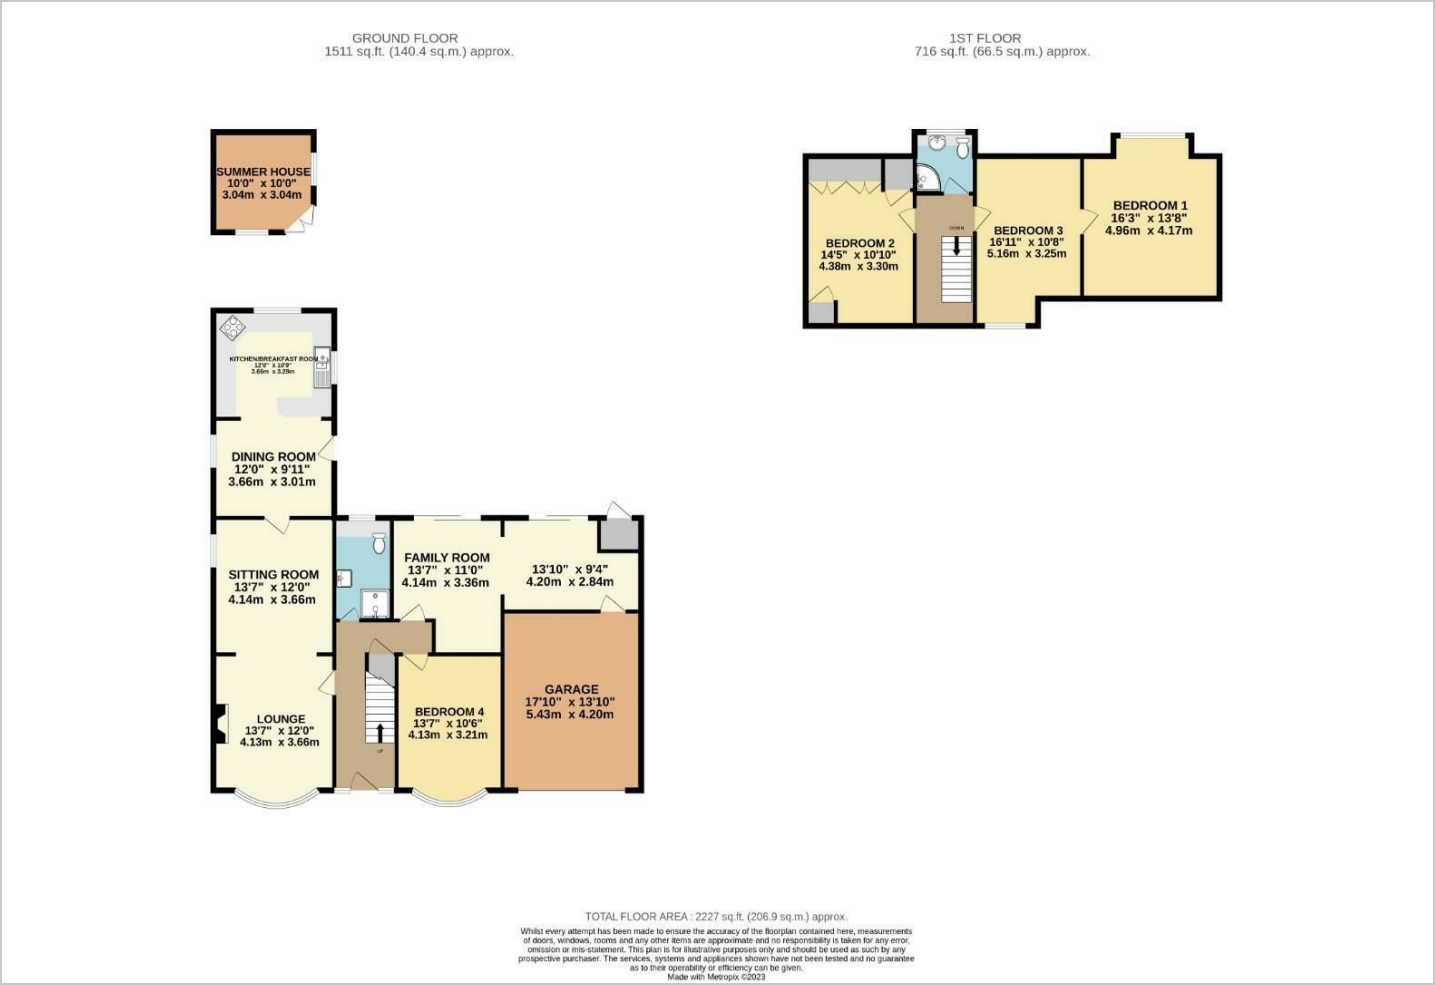 GROUND FLOOR
1511 sq.ft. (140.4 sq.m.) approx.
1ST FLOOR
716 sq.ft. (66.5 sq.m.) approx.
SUMMER HOUSE
10'0" x 10'0"
3.04m x 3.04m
KITCHEN/BREAKFAST ROOM
12'0" x 10'9"
3.66m x 3.28m
DINING ROOM
12'0" x 9'11"
3.66m x 3.01m
SITTING ROOM
13'7" x 12'0"
4.14m x 3.66m
LOUNGE
13'7" x 12'0"
4.13m x 3.66m
FAMILY ROOM
13'7" x 11'0"
4.14m x 3.36m
13'10" x 9'4"
4.20m x 2.84m
UP
BEDROOM 4
13'7" x 10'6"
4.13m x 3.21m
GARAGE
17'10" x 13'10"
5.43m x 4.20m
BEDROOM 2
14'5" x 10'10"
4.38m x 3.30m
DOWN
BEDROOM 3
16'11" x 10'8"
5.16m x 3.25m
BEDROOM 1
16'3" x 13'8"
4.96m x 4.17m
TOTAL FLOOR AREA : 2227 sq.ft. (206.9 sq.m.) approx.
Whilst every attempt has been made to ensure the accuracy of the floorplan contained here, measurements
of doors, windows, rooms and any other items are approximate and no responsibility is taken for any error,
omission or mis-statement. This plan is for illustrative purposes only and should be used as such by any
prospective purchaser. The services, systems and appliances shown have not been tested and no guarantee
as to their operability or efficiency can be given.
Made with Metropix ©2023